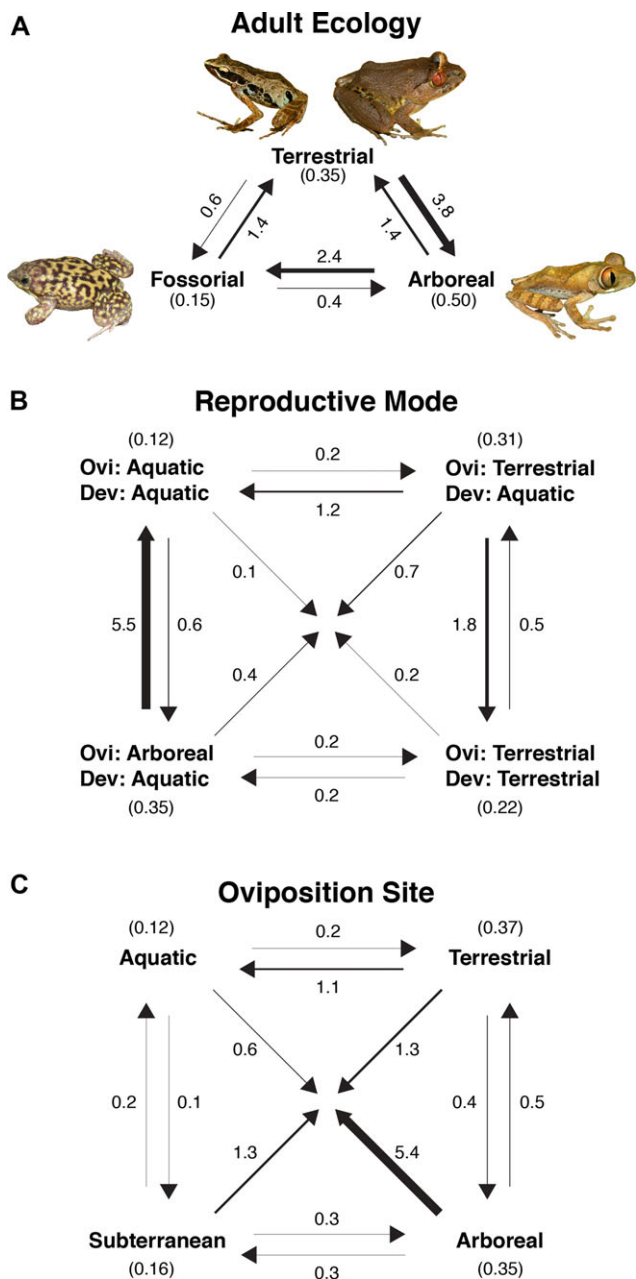 A
Adult Ecology
Terrestrial
(0.35)
0.6
1.4
1.4
3.8
Fossorial
(0.15)
2.4
0.4
Arboreal
(0.50)
B
Reproductive Mode
(0.12)
Ovi: Aquatic
Dev: Aquatic
0.2
1.2
(0.31)
Ovi: Terrestrial
Dev: Aquatic
0.1
0.7
5.5
0.6
1.8
0.5
0.4
0.2
Ovi: Arboreal
Dev: Aquatic
(0.35)
0.2
0.2
Ovi: Terrestrial
Dev: Terrestrial
(0.22)
C
Oviposition Site
(0.12)
Aquatic
0.2
1.1
(0.37)
Terrestrial
0.6
1.3
0.2
0.1
0.4
0.5
1.3
5.4
Subterranean
(0.16)
0.3
0.3
Arboreal
(0.35)